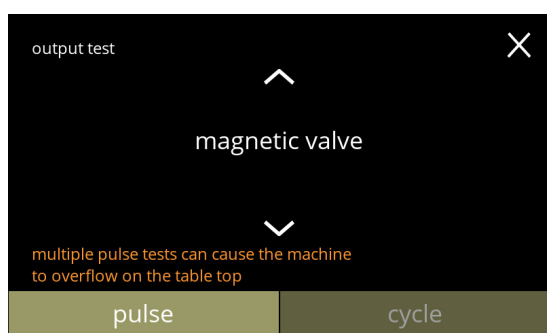 output test
magnetic valve
multiple pulse tests can cause the machine
to overflow on the table top
pulse
cycle